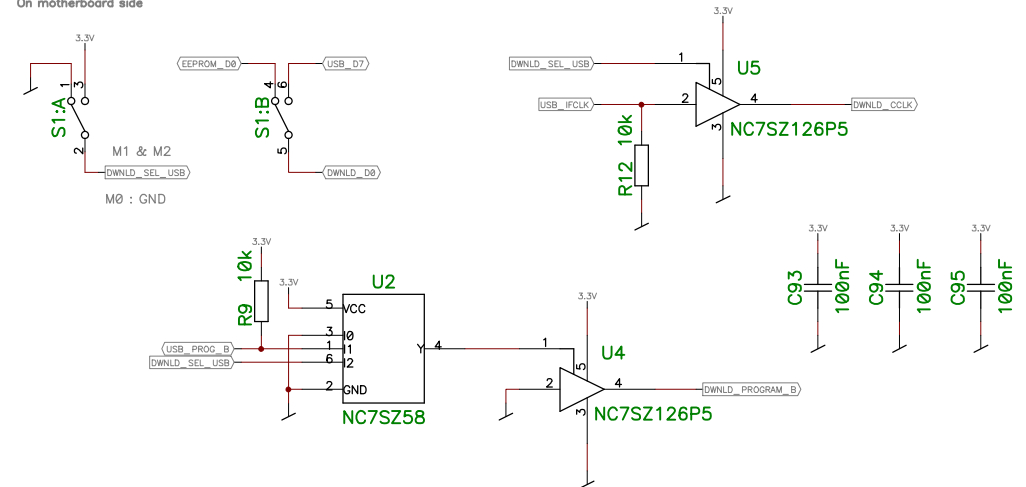 On motherboard side
3.3V
1
3
S1:A
2
M1 & M2
DWNLD_SEL_USB
M0 : GND
EEPROM_D0
USB_D7
4
6
S1:B
5
DWNLD_D0
3.3V
DWNLD_SEL_USB
1
5
U5
USB_IFCLK
2
4
DWNLD_CCLK
3
NC7SZ126P5
10k
R12
3.3V
10k
R9
3.3V
U2
5
VCC
3
I0
USB_PROG_B
1
I1
Y
4
DWNLD_SEL_USB
6
I2
2
GND
NC7SZ58
3.3V
1
5
U4
2
4
DWNLD_PROGRAM_B
3
NC7SZ126P5
3.3V
C93
100nF
3.3V
C94
100nF
3.3V
C95
100nF